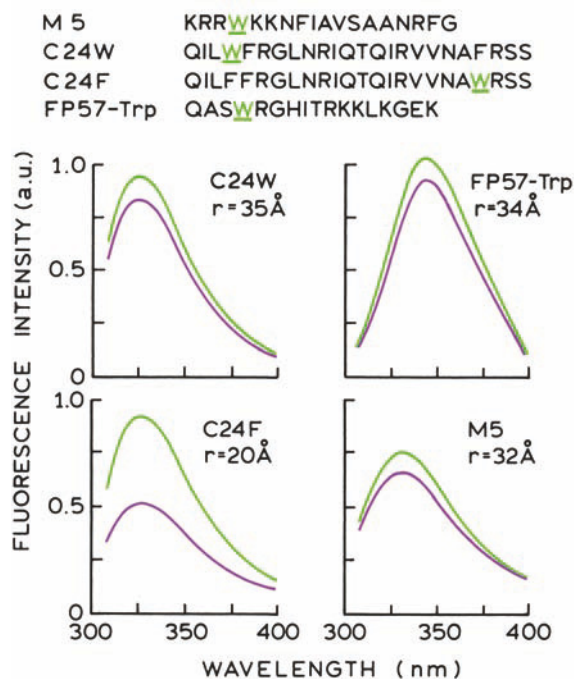 M 5 KRRWKKNFIAVSAANRFG
C24W QILWFRGLNRIQTQIRVVNAFRSS
C24F QILFFRGLNRIQTQIRVVNAWRSS
FP57-Trp QASWRGHITRKKLKGEK
FLUORESCENCE INTENSITY (a.u.)
1.0
0.5
0
C24W
r=35Å
FP57-Trp
r=34Å
1.0
0.5
0
C24F
r=20Å
M5
r=32Å
300 350 400 300 350 400
WAVELENGTH (nm)